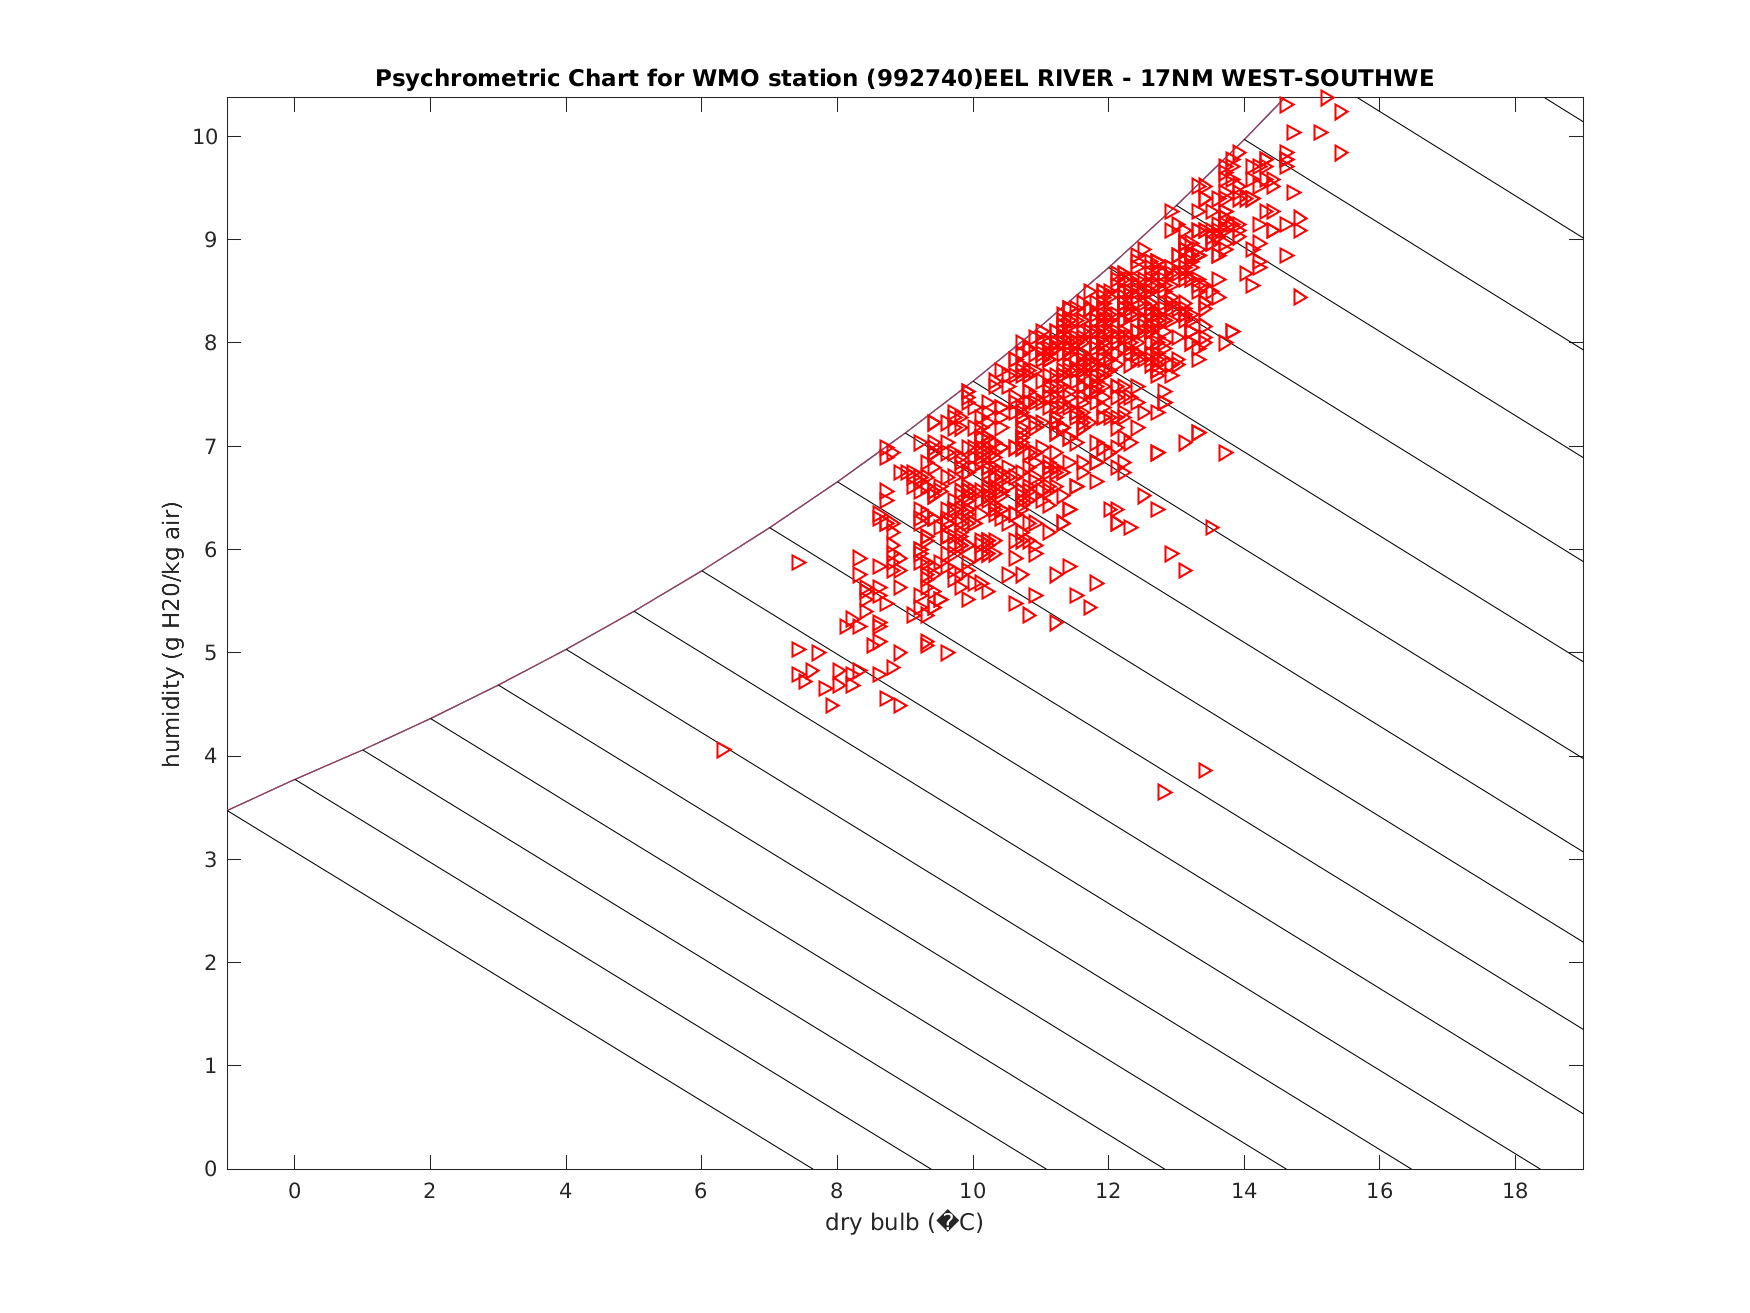 Psychrometric Chart for WMO station (992740)EEL RIVER - 17NM WEST-SOUTHWE
10
9
8
7
6
5
4
3
2
1
0
humidity (g H20/kg air)
0 2 4 6 8 10 12 14 16 18
dry bulb (�C)